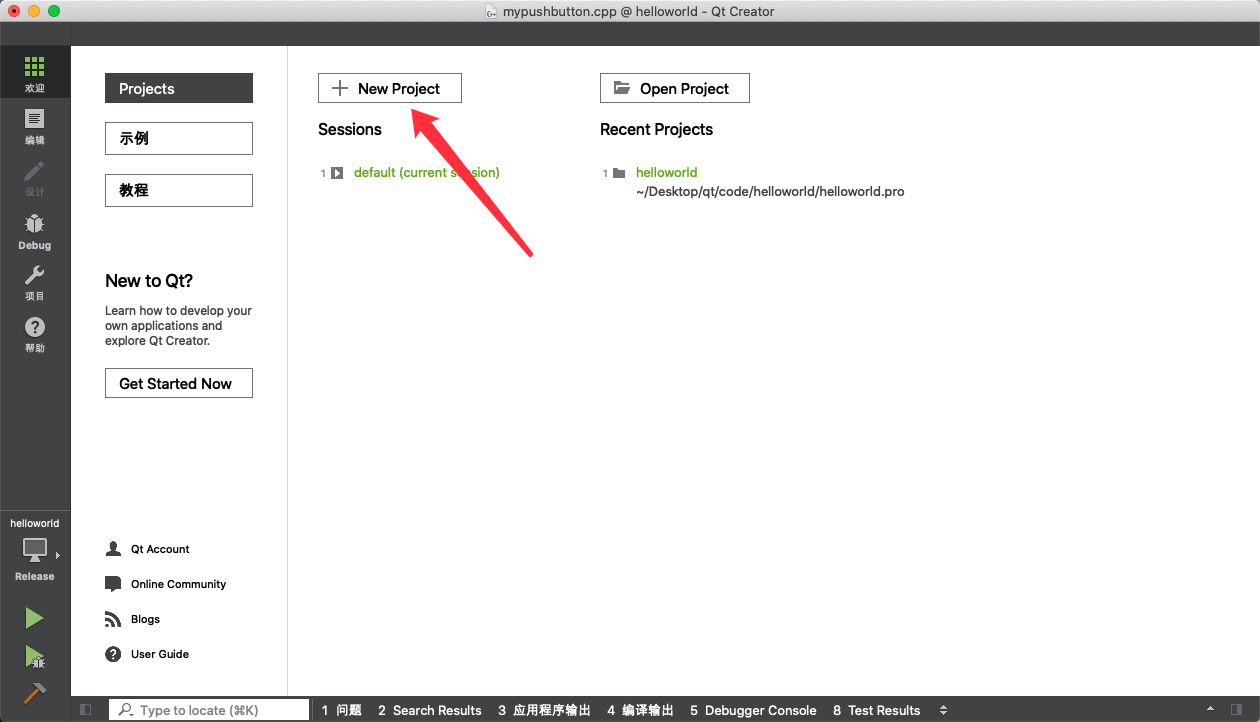 mypushbutton.cpp @ helloworld - Qt Creator
欢迎
编辑
设计
Debug
项目
帮助
helloworld
Release
Projects
示例
教程
New to Qt?
Learn how to develop your
own applications and
explore Qt Creator.
Get Started Now
Qt Account
Online Community
Blogs
User Guide
New Project
Sessions
1 default (current session)
Open Project
Recent Projects
1 helloworld
~/Desktop/qt/code/helloworld/helloworld.pro
Type to locate (⌘K) 1 问题 2 Search Results 3 应用程序输出 4 编译输出 5 Debugger Console 8 Test Results